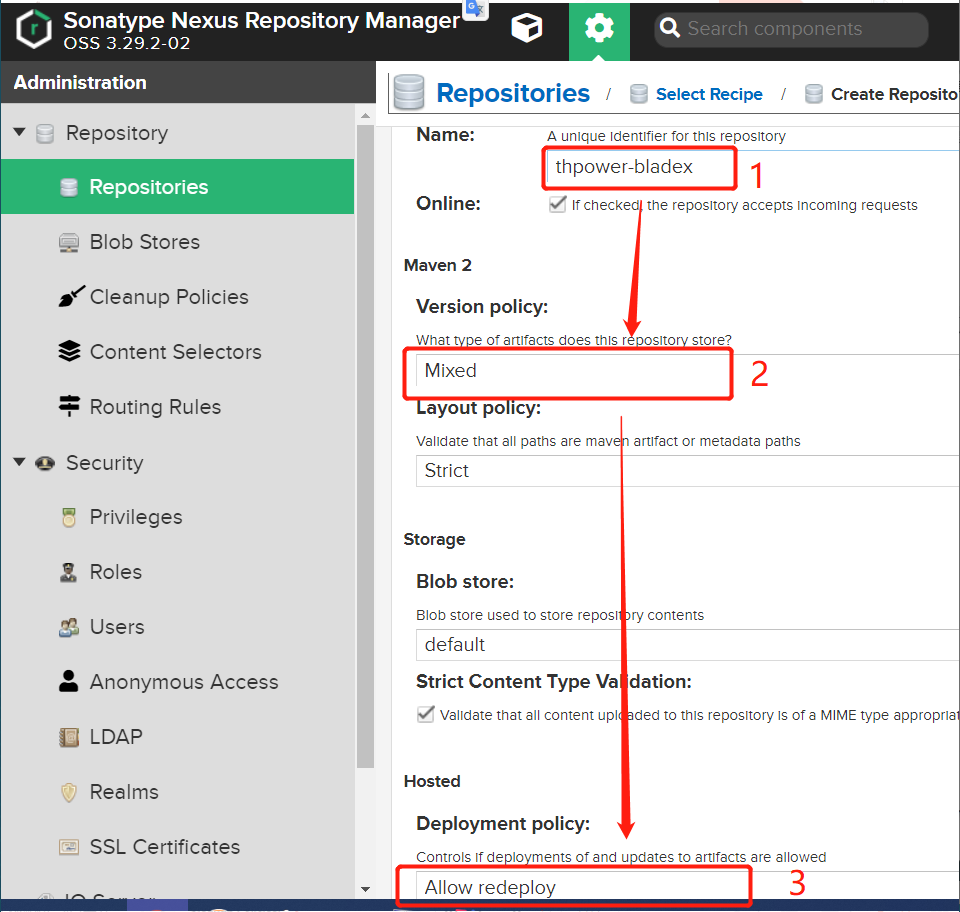 Sonatype Nexus Repository Manager
OSS 3.29.2-02
Search components
Administration
Repositories / Select Recipe / Create Reposito
Repository
Repositories
Blob Stores
Cleanup Policies
Content Selectors
Routing Rules
Security
Privileges
Roles
Users
Anonymous Access
LDAP
Realms
SSL Certificates
Name:
A unique identifier for this repository
thpower-bladex
1
Online:
If checked, the repository accepts incoming requests
Maven 2
Version policy:
What type of artifacts does this repository store?
Mixed
2
Layout policy:
Validate that all paths are maven artifact or metadata paths
Strict
Storage
Blob store:
Blob store used to store repository contents
default
Strict Content Type Validation:
Validate that all content uploaded to this repository is of a MIME type appropriat
Hosted
Deployment policy:
Controls if deployments of and updates to artifacts are allowed
Allow redeploy
3